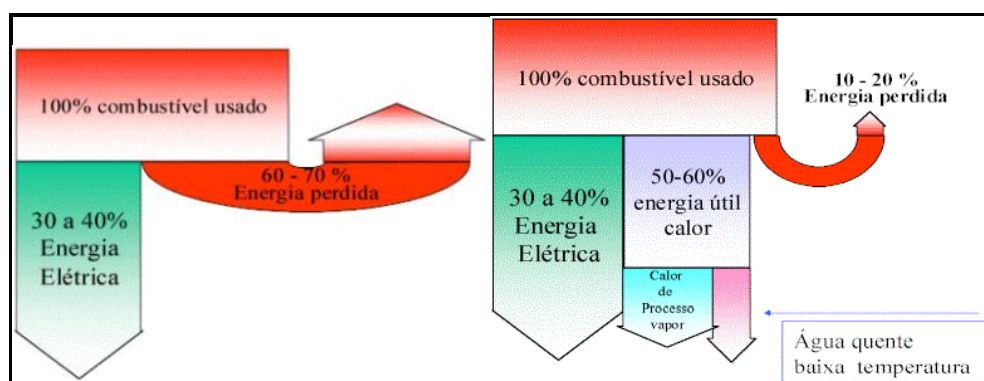 100% combustível usado
60 - 70 %
Energia perdida
30 a 40%
Energia
Elétrica
100% combustível usado
10 - 20 %
Energia perdida
30 a 40%
Energia
Elétrica
50-60%
energia útil
calor
Calor
de
Processo
vapor
Água quente
baixa temperatura